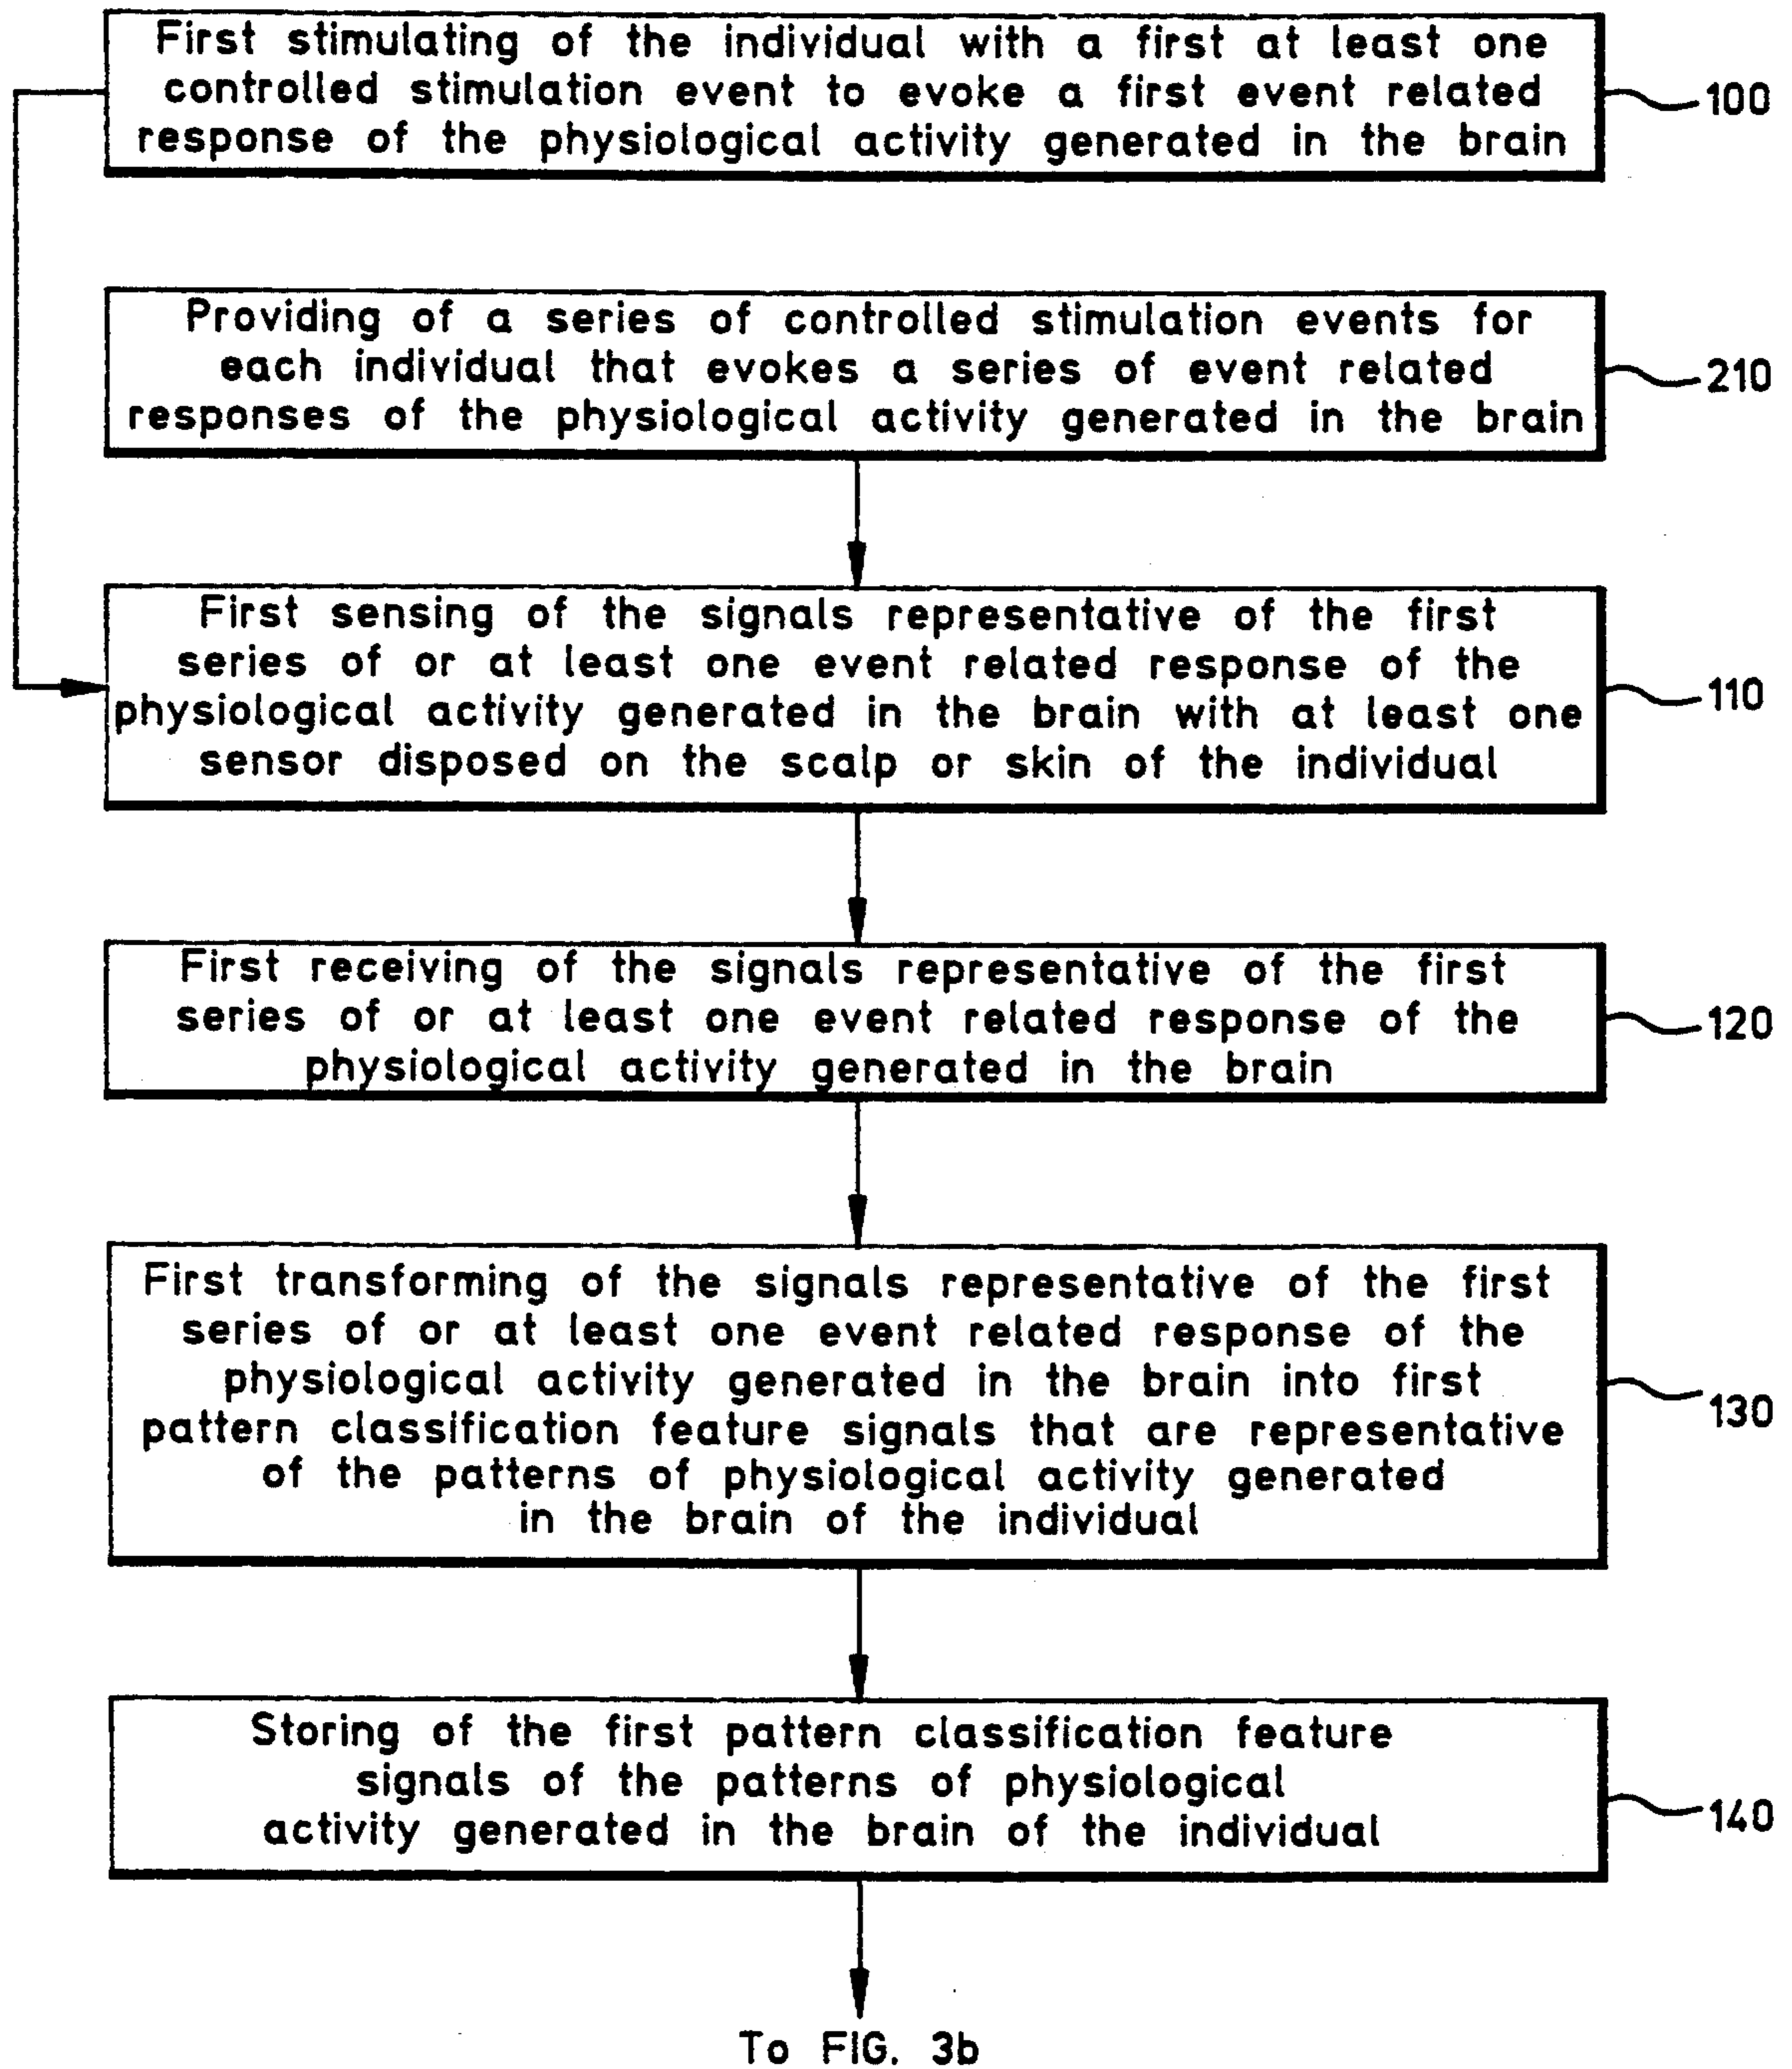 First stimulating of the individual with a first at least one
controlled stimulation event to evoke a first event related
response of the physiological activity generated in the brain
100
Providing of a series of controlled stimulation events for
each individual that evokes a series of event related
responses of the physiological activity generated in the brain
210
First sensing of the signals representative of the first
series of or at least one event related response of the
physiological activity generated in the brain with at least one
sensor disposed on the scalp or skin of the individual
110
First receiving of the signals representative of the first
series of or at least one event related response of the
physiological activity generated in the brain
120
First transforming of the signals representative of the first
series of or at least one event related response of the
physiological activity generated in the brain into first
pattern classification feature signals that are representative
of the patterns of physiological activity generated
in the brain of the individual
130
Storing of the first pattern classification feature
signals of the patterns of physiological
activity generated in the brain of the individual
140
To FIG. 3b